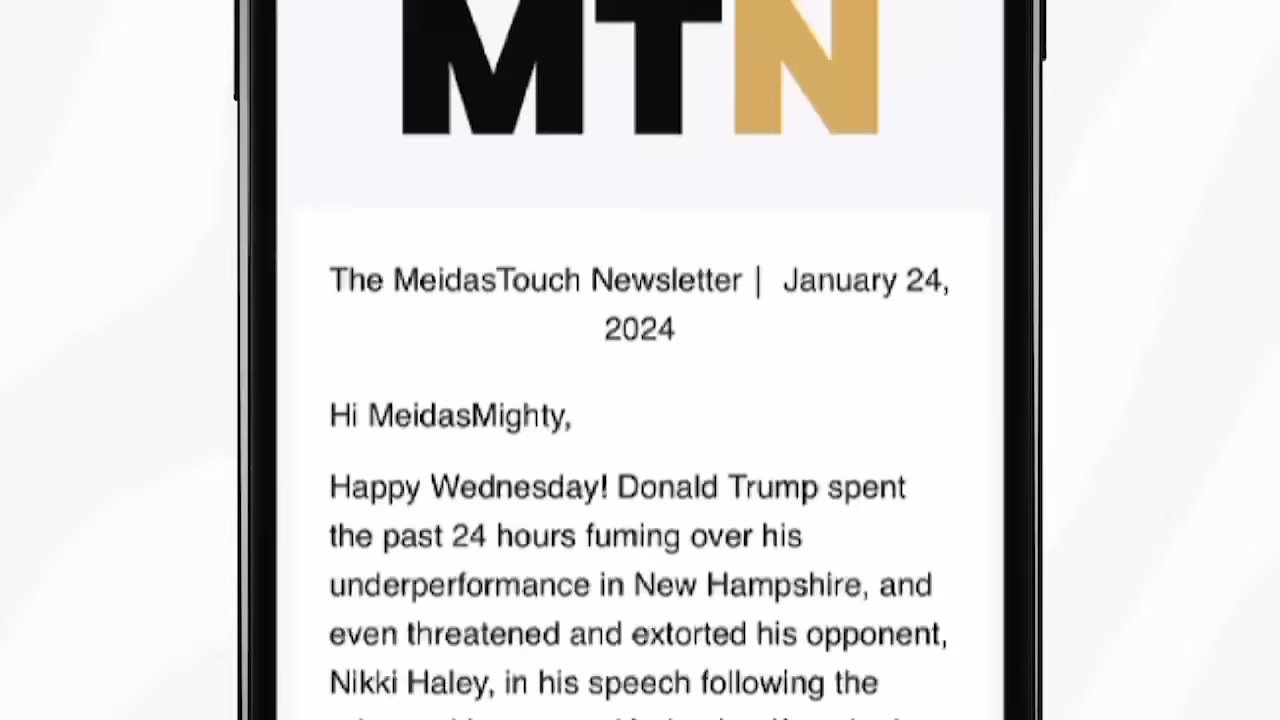 MTN
The MeidasTouch Newsletter | January 24,
2024
Hi MeidasMighty,
Happy Wednesday! Donald Trump spent
the past 24 hours fuming over his
underperformance in New Hampshire, and
even threatened and extorted his opponent,
Nikki Haley, in his speech following the